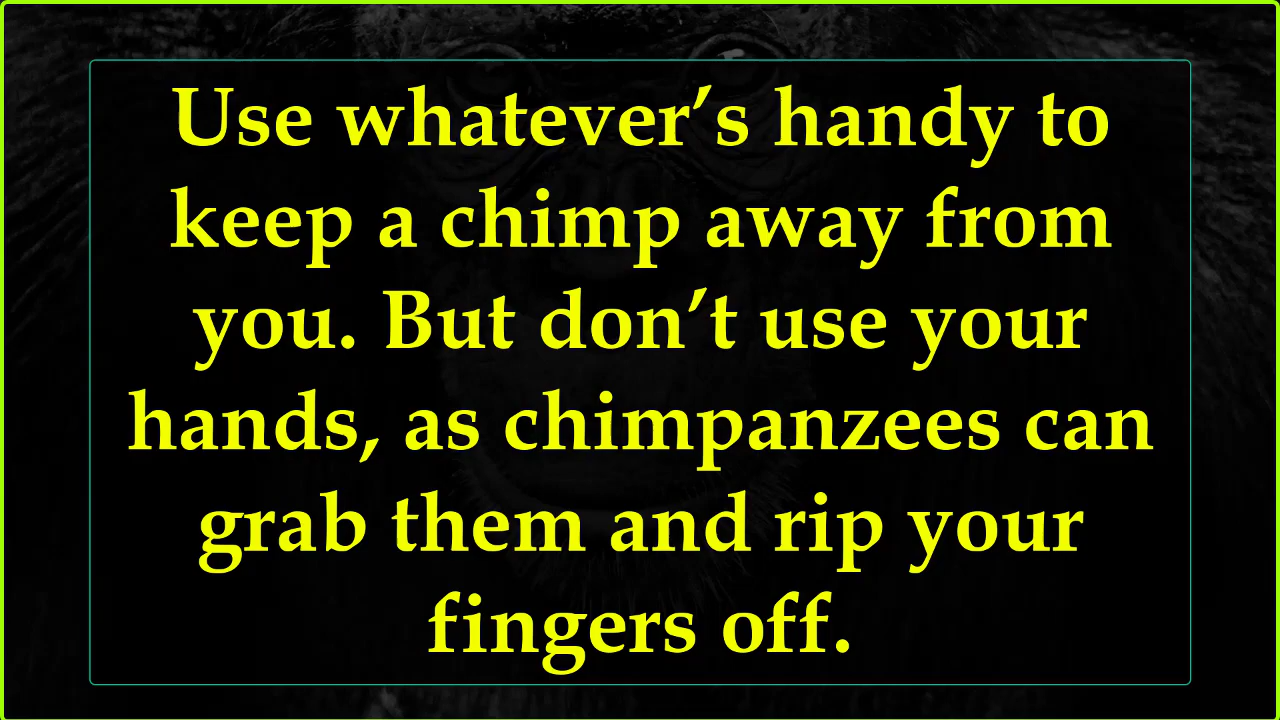 Use whatever’s handy to
keep a chimp away from
you. But don’t use your
hands, as chimpanzees can
grab them and rip your
fingers off.